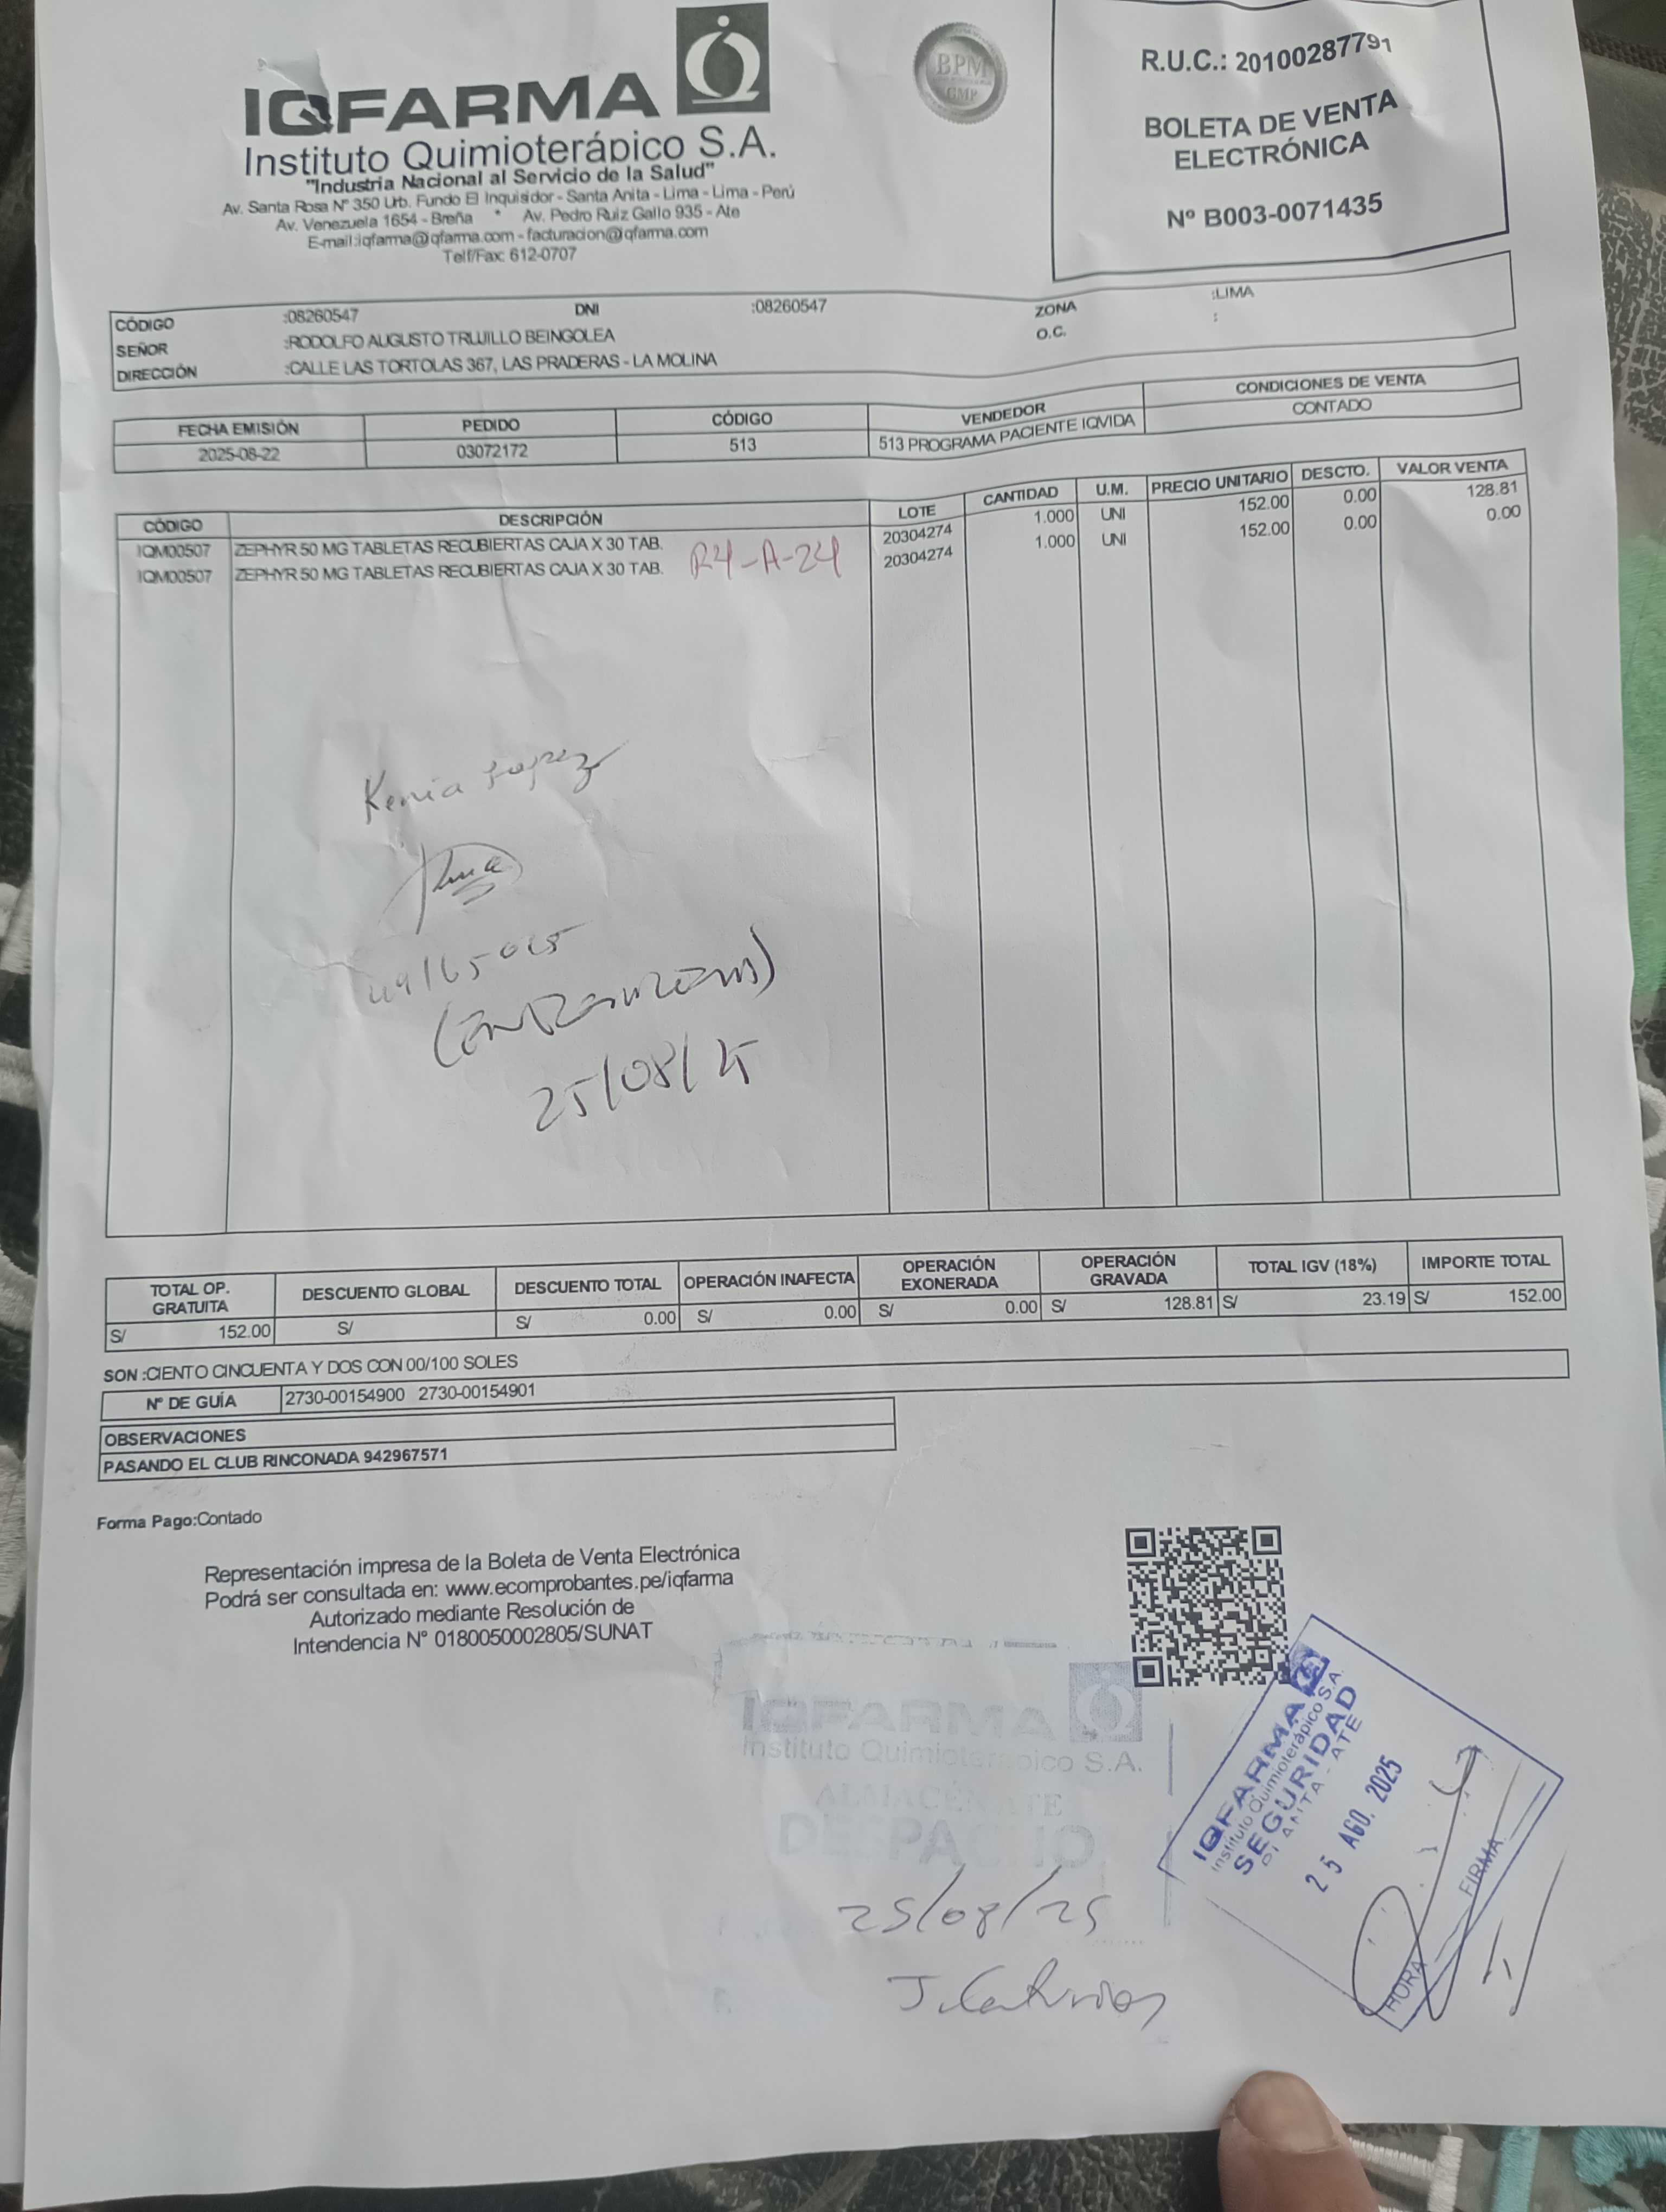 IQFARMA
Instituto Quimioterápico S.A.
"Industria Nacional al Servicio de la Salud"
Av. Santa Rosa N° 350 Urb. Fundo El Inquisidor - Santa Anita - Lima - Lima - Perú
Av. Venezuela 1654 - Breña * Av. Pedro Ruiz Gallo 935 - Ate
E-mail:iqfarma@iqfarma.com - facturacion@iqfarma.com
Telf/Fax: 612-0707
BPM
GMP
R.U.C.: 20100287791
BOLETA DE VENTA
ELECTRÓNICA
Nº B003-0071435
CÓDIGO :08260547 DNI :08260547 ZONA :LIMA
SEÑOR :RODOLFO AUGUSTO TRUJILLO BEINGOLEA O.C. :
DIRECCIÓN :CALLE LAS TORTOLAS 367, LAS PRADERAS - LA MOLINA
FECHA EMISIÓN PEDIDO CÓDIGO VENDEDOR CONDICIONES DE VENTA
2025-08-22 03072172 513 513 PROGRAMA PACIENTE IQVIDA CONTADO
CÓDIGO DESCRIPCIÓN LOTE CANTIDAD U.M. PRECIO UNITARIO DESCTO. VALOR VENTA
IQM00507 ZEPHYR 50 MG TABLETAS RECUBIERTAS CAJA X 30 TAB. 20304274 1.000 UNI 152.00 0.00 128.81
IQM00507 ZEPHYR 50 MG TABLETAS RECUBIERTAS CAJA X 30 TAB. 20304274 1.000 UNI 152.00 0.00 0.00
R4-A-24
Kenia Lopez
25/08/25
TOTAL OP. GRATUITA DESCUENTO GLOBAL DESCUENTO TOTAL OPERACIÓN INAFECTA OPERACIÓN EXONERADA OPERACIÓN GRAVADA TOTAL IGV (18%) IMPORTE TOTAL
S/ 152.00 S/ S/ 0.00 S/ 0.00 S/ 0.00 S/ 128.81 S/ 23.19 S/ 152.00
SON :CIENTO CINCUENTA Y DOS CON 00/100 SOLES
N° DE GUÍA 2730-00154900 2730-00154901
OBSERVACIONES
PASANDO EL CLUB RINCONADA 942967571
Forma Pago:Contado
Representación impresa de la Boleta de Venta Electrónica
Podrá ser consultada en: www.ecomprobantes.pe/iqfarma
Autorizado mediante Resolución de
Intendencia N° 0180050002805/SUNAT
IQFARMA
Instituto Quimioterápico S.A.
ALMACÉN ATE
DESPACHO
25/08/25
IQFARMA
Instituto Quimioterápico S.A.
SEGURIDAD
PLANTA - ATE
25 AGO. 2025
HORA FIRMA